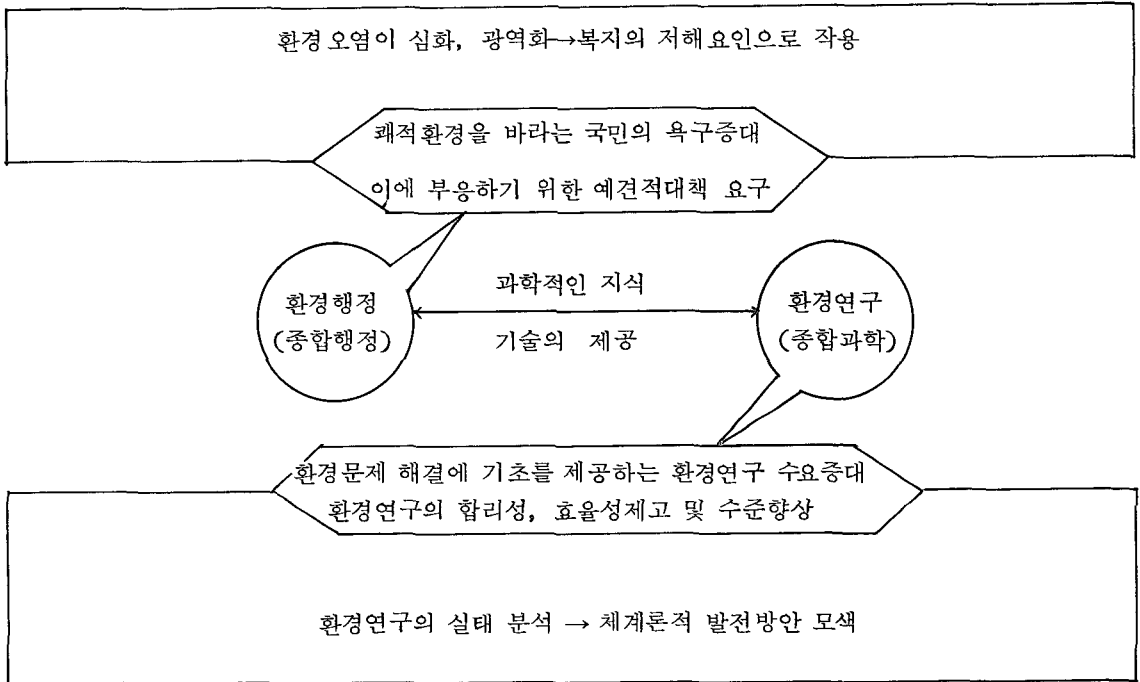 환경오염이 심화, 광역화→복지의 저해요인으로 작용
쾌적환경을 바라는 국민의 욕구증대
이에 부응하기 위한 예견적대책 요구
환경행정
(종합행정)
과학적인 지식
기술의 제공
환경연구
(종합과학)
환경문제 해결에 기초를 제공하는 환경연구 수요증대
환경연구의 합리성, 효율성제고 및 수준향상
환경연구의 실태 분석 → 체계론적 발전방안 모색